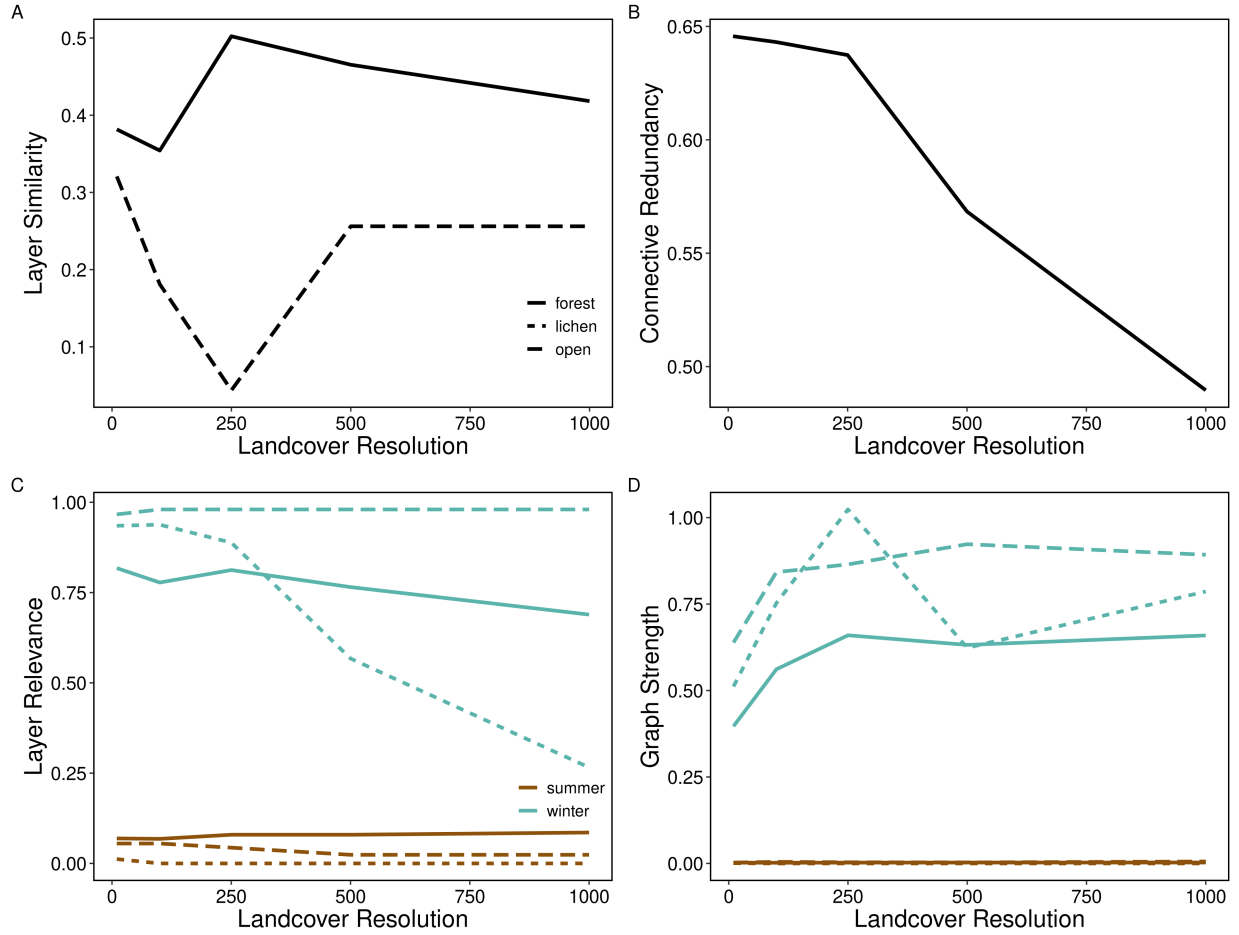 A
Layer Similarity
0.5
0.4
0.3
0.2
0.1
forest
lichen
open
0 250 500 750 1000
Landcover Resolution
B
Connective Redundancy
0.65
0.60
0.55
0.50
0 250 500 750 1000
Landcover Resolution
C
Layer Relevance
1.00
0.75
0.50
0.25
0.00
summer
winter
0 250 500 750 1000
Landcover Resolution
D
Graph Strength
1.00
0.75
0.50
0.25
0.00
0 250 500 750 1000
Landcover Resolution